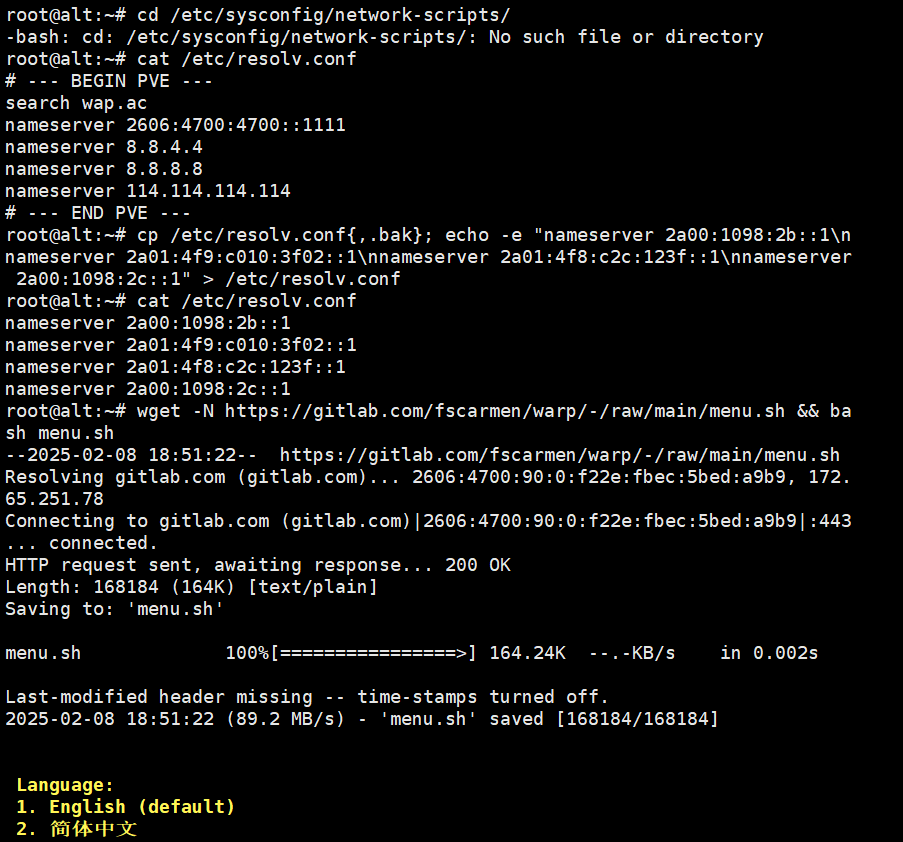 root@alt:~# cd /etc/sysconfig/network-scripts/
-bash: cd: /etc/sysconfig/network-scripts/: No such file or directory
root@alt:~# cat /etc/resolv.conf
# --- BEGIN PVE ---
search wap.ac
nameserver 2606:4700:4700::1111
nameserver 8.8.4.4
nameserver 8.8.8.8
nameserver 114.114.114.114
# --- END PVE ---
root@alt:~# cp /etc/resolv.conf{,.bak}; echo -e "nameserver 2a00:1098:2b::1\n
nameserver 2a01:4f9:c010:3f02::1\nnameserver 2a01:4f8:c2c:123f::1\nnameserver
 2a00:1098:2c::1" > /etc/resolv.conf
root@alt:~# cat /etc/resolv.conf
nameserver 2a00:1098:2b::1
nameserver 2a01:4f9:c010:3f02::1
nameserver 2a01:4f8:c2c:123f::1
nameserver 2a00:1098:2c::1
root@alt:~# wget -N https://gitlab.com/fscarmen/warp/-/raw/main/menu.sh && ba
sh menu.sh
--2025-02-08 18:51:22--  https://gitlab.com/fscarmen/warp/-/raw/main/menu.sh
Resolving gitlab.com (gitlab.com)... 2606:4700:90:0:f22e:fbec:5bed:a9b9, 172.
65.251.78
Connecting to gitlab.com (gitlab.com)|2606:4700:90:0:f22e:fbec:5bed:a9b9|:443
... connected.
HTTP request sent, awaiting response... 200 OK
Length: 168184 (164K) [text/plain]
Saving to: 'menu.sh'
menu.sh             100%[================>] 164.24K  --.-KB/s    in 0.002s
Last-modified header missing -- time-stamps turned off.
2025-02-08 18:51:22 (89.2 MB/s) - 'menu.sh' saved [168184/168184]
Language:
1. English (default)
2. 简体中文